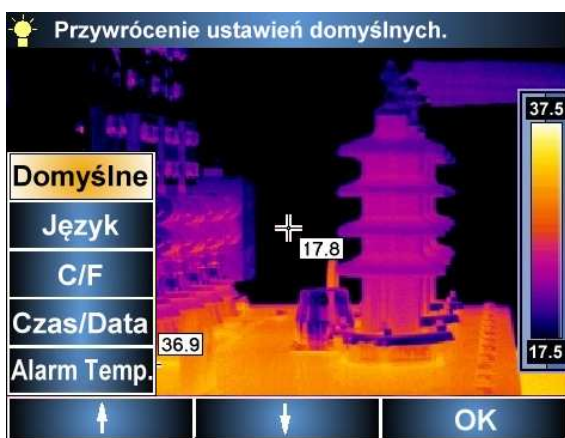 Przywrócenie ustawień domyślnych.
37.5
Domyślne
Język
17.8
C/F
Czas/Data
36.9
17.5
Alarm Temp.
OK